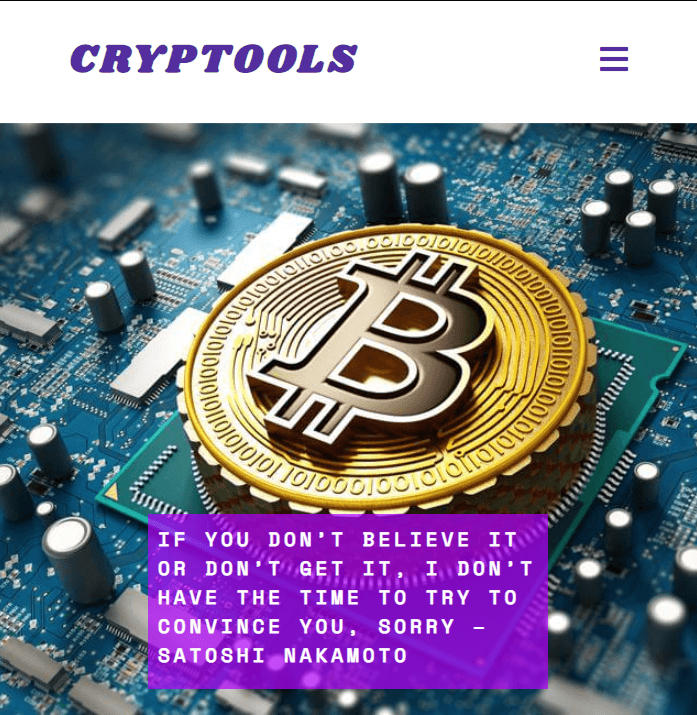 CRYPTOOLS
IF YOU DON'T BELIEVE IT
OR DON'T GET IT, I DON'T
HAVE THE TIME TO TRY TO
CONVINCE YOU, SORRY –
SATOSHI NAKAMOTO